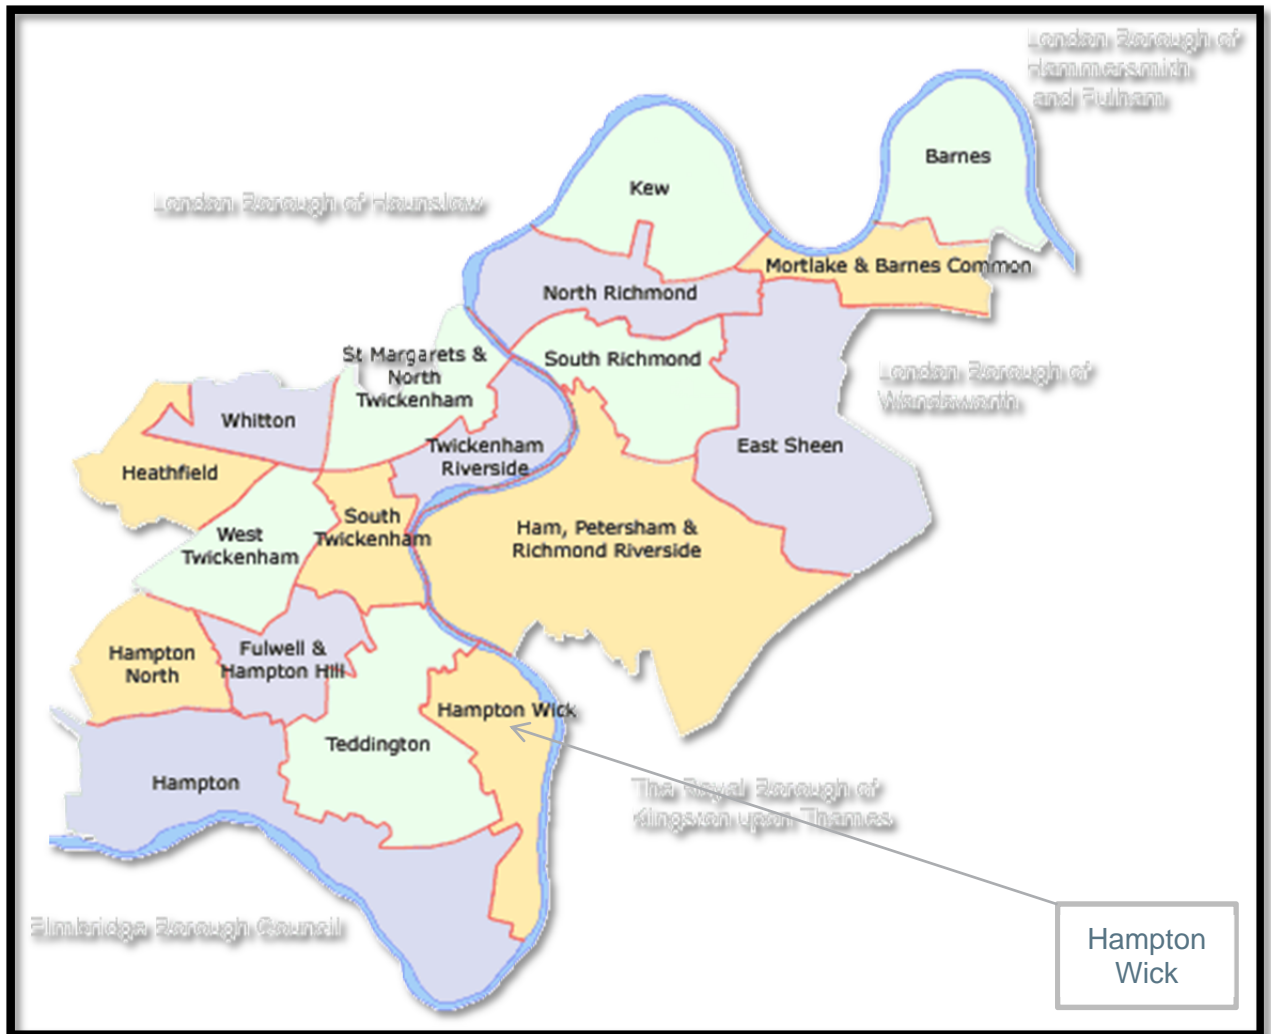 London Borough of
Hammersmith
and Fulham
Barnes
Kew
London Borough of Hounslow
Mortlake & Barnes Common
North Richmond
St Margarets &
North
Twickenham
South Richmond
London Borough of
Wandsworth
Whitton
Twickenham
Riverside
East Sheen
Heathfield
South
Twickenham
West
Twickenham
Ham, Petersham &
Richmond Riverside
Hampton
North
Fulwell &
Hampton Hill
Hampton Wick
Teddington
Hampton
The Royal Borough of
Kingston upon Thames
Elmbridge Borough Council
Hampton
Wick